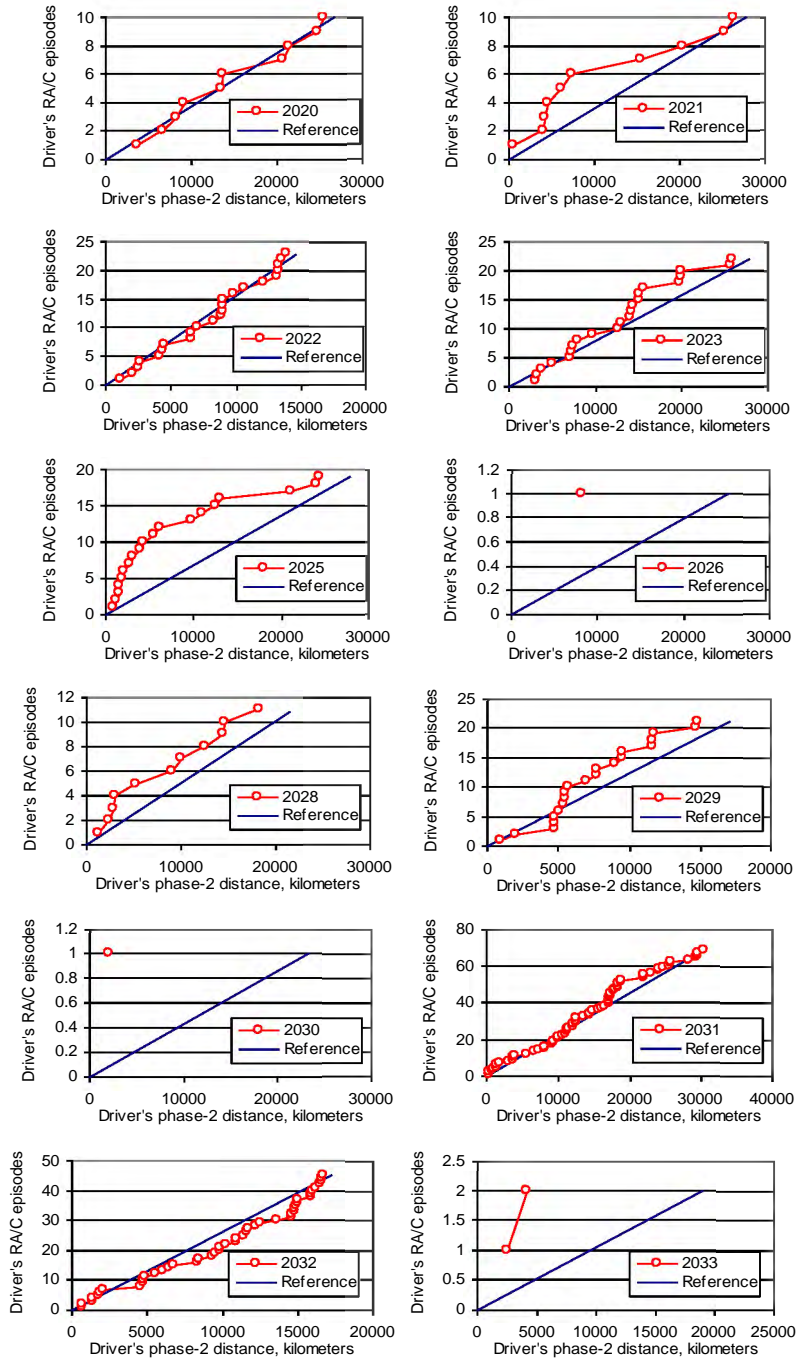 Driver's RA/C episodes
10
8
6
4
2
0
2020
Reference
0 10000 20000 30000
Driver's phase-2 distance, kilometers
Driver's RA/C episodes
10
8
6
4
2
0
2021
Reference
0 5000 10000 15000 20000 25000 30000
Driver's phase-2 distance, kilometers
Driver's RA/C episodes
25
20
15
10
5
0
2022
Reference
0 5000 10000 15000 20000
Driver's phase-2 distance, kilometers
Driver's RA/C episodes
25
20
15
10
5
0
2023
Reference
0 10000 20000 30000
Driver's phase-2 distance, kilometers
Driver's RA/C episodes
20
15
10
5
0
2025
Reference
0 10000 20000 30000
Driver's phase-2 distance, kilometers
Driver's RA/C episodes
1.2
1
0.8
0.6
0.4
0.2
0
2026
Reference
0 10000 20000 30000
Driver's phase-2 distance, kilometers
Driver's RA/C episodes
12
10
8
6
4
2
0
2028
Reference
0 10000 20000 30000
Driver's phase-2 distance, kilometers
Driver's RA/C episodes
25
20
15
10
5
0
2029
Reference
0 5000 10000 15000 20000
Driver's phase-2 distance, kilometers
Driver's RA/C episodes
1.2
1
0.8
0.6
0.4
0.2
0
2030
Reference
0 10000 20000 30000
Driver's phase-2 distance, kilometers
Driver's RA/C episodes
80
60
40
20
0
2031
Reference
0 10000 20000 30000 40000
Driver's phase-2 distance, kilometers
Driver's RA/C episodes
50
40
30
20
10
0
2032
Reference
0 5000 10000 15000 20000
Driver's phase-2 distance, kilometers
Driver's RA/C episodes
2.5
2
1.5
1
0.5
0
2033
Reference
0 5000 10000 15000 20000 25000
Driver's phase-2 distance, kilometers